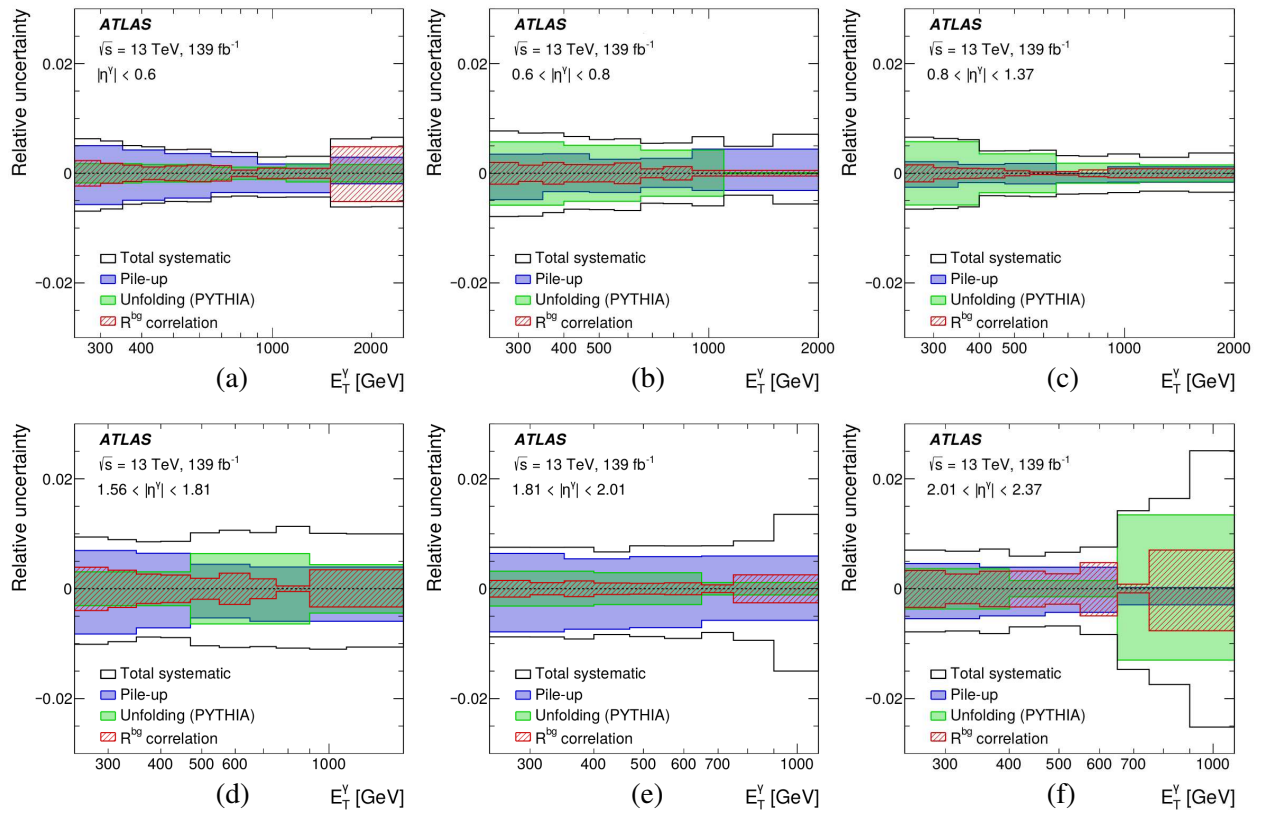 Relative uncertainty
ATLAS
√s = 13 TeV, 139 fb⁻¹
|η^γ| < 0.6
0.02
0
−0.02
Total systematic
Pile-up
Unfolding (PYTHIA)
R^bg correlation
300 400 1000 2000
(a)
E_T^γ [GeV]
Relative uncertainty
ATLAS
√s = 13 TeV, 139 fb⁻¹
0.6 < |η^γ| < 0.8
0.02
0
−0.02
Total systematic
Pile-up
Unfolding (PYTHIA)
R^bg correlation
300 400 500 1000 2000
(b)
E_T^γ [GeV]
Relative uncertainty
ATLAS
√s = 13 TeV, 139 fb⁻¹
0.8 < |η^γ| < 1.37
0.02
0
−0.02
Total systematic
Pile-up
Unfolding (PYTHIA)
R^bg correlation
300 400 500 1000 2000
(c)
E_T^γ [GeV]
Relative uncertainty
ATLAS
√s = 13 TeV, 139 fb⁻¹
1.56 < |η^γ| < 1.81
0.02
0
−0.02
Total systematic
Pile-up
Unfolding (PYTHIA)
R^bg correlation
300 400 500 600 1000
(d)
E_T^γ [GeV]
Relative uncertainty
ATLAS
√s = 13 TeV, 139 fb⁻¹
1.81 < |η^γ| < 2.01
0.02
0
−0.02
Total systematic
Pile-up
Unfolding (PYTHIA)
R^bg correlation
300 400 500 600 700 1000
(e)
E_T^γ [GeV]
Relative uncertainty
ATLAS
√s = 13 TeV, 139 fb⁻¹
2.01 < |η^γ| < 2.37
0.02
0
−0.02
Total systematic
Pile-up
Unfolding (PYTHIA)
R^bg correlation
300 400 500 600 700 1000
(f)
E_T^γ [GeV]